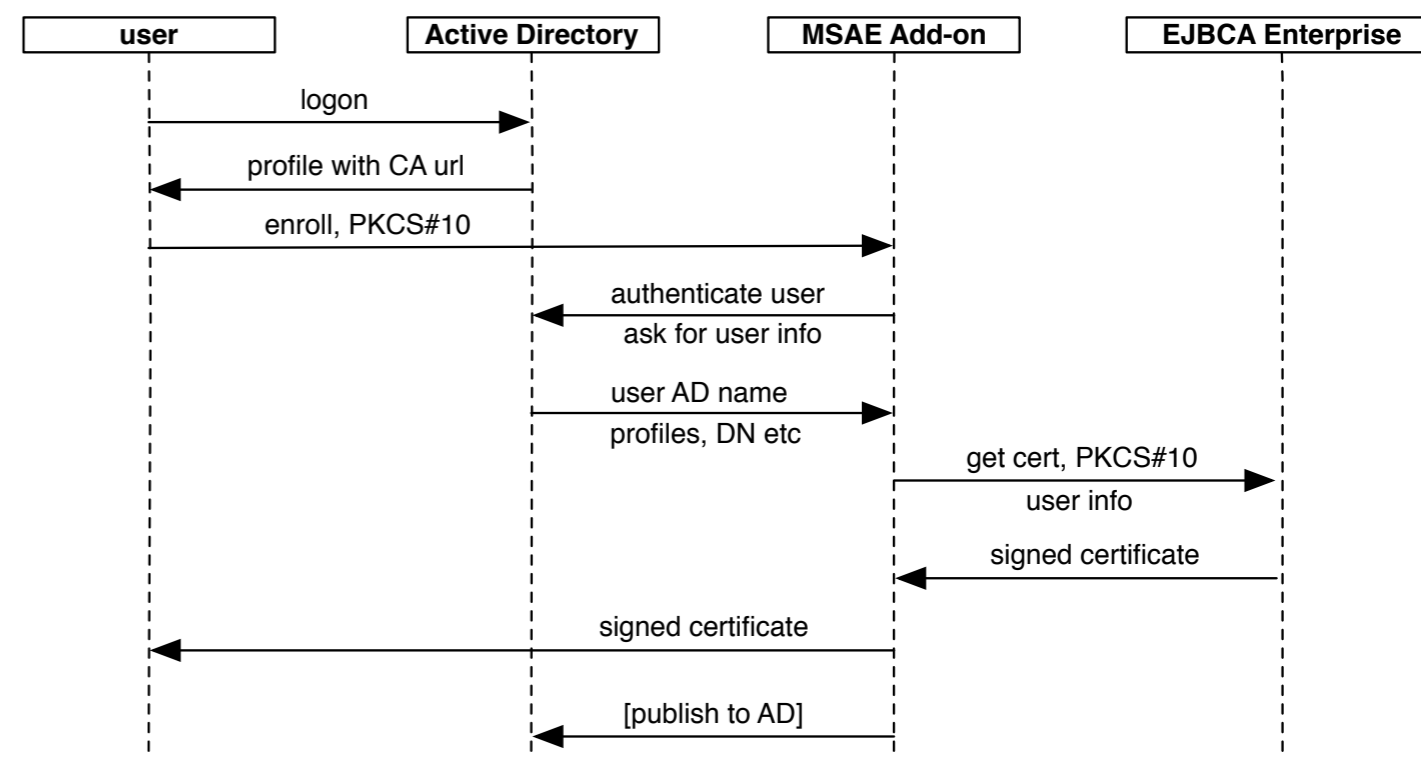 user
Active Directory
MSAE Add-on
EJBCA Enterprise
logon
profile with CA url
enroll, PKCS#10
authenticate user
ask for user info
user AD name
profiles, DN etc
get cert, PKCS#10
user info
signed certificate
signed certificate
[publish to AD]